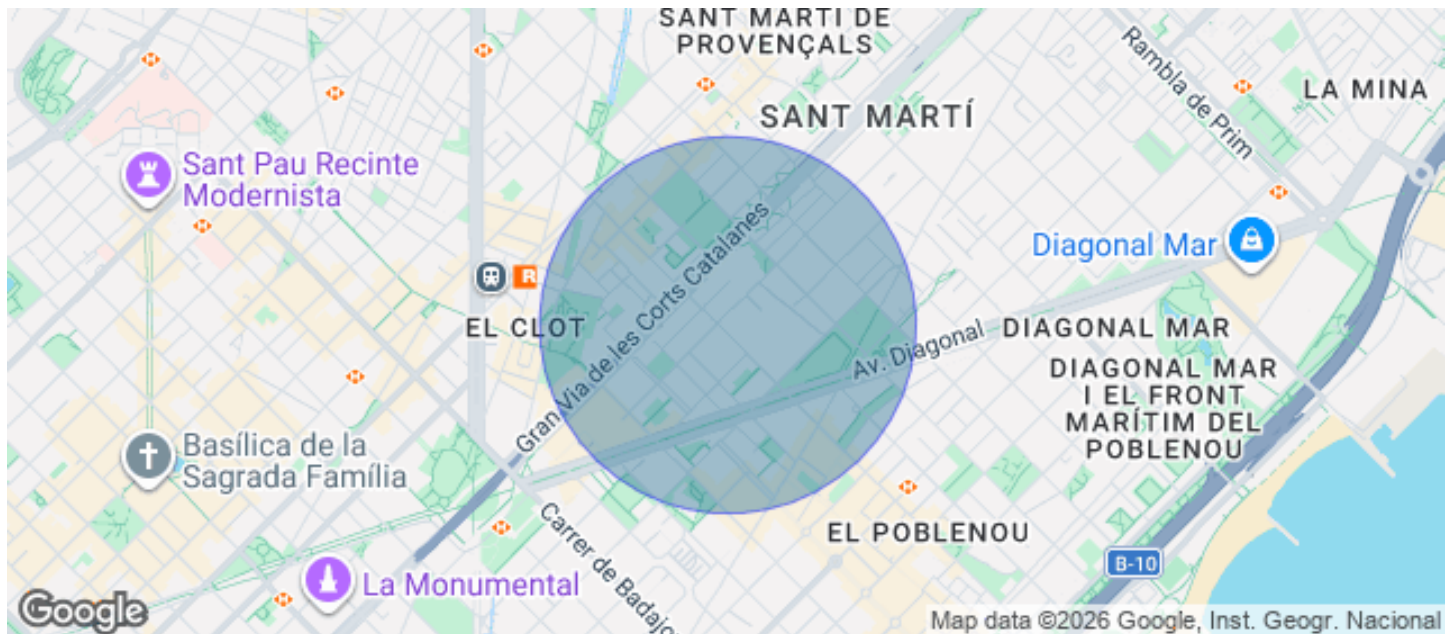 SANT MARTÍ DE
PROVENÇALS
Rambla de Prim
LA MINA
SANT MARTÍ
Sant Pau Recinte
Modernista
Gran Via de les Corts Catalanes
Diagonal Mar
R
EL CLOT
Av. Diagonal
DIAGONAL MAR
DIAGONAL MAR
I EL FRONT
MARÍTIM DEL
POBLENOU
Basílica de la
Sagrada Família
Carrer de Badajo
EL POBLENOU
B-10
La Monumental
Google
Map data ©2026 Google, Inst. Geogr. Nacional